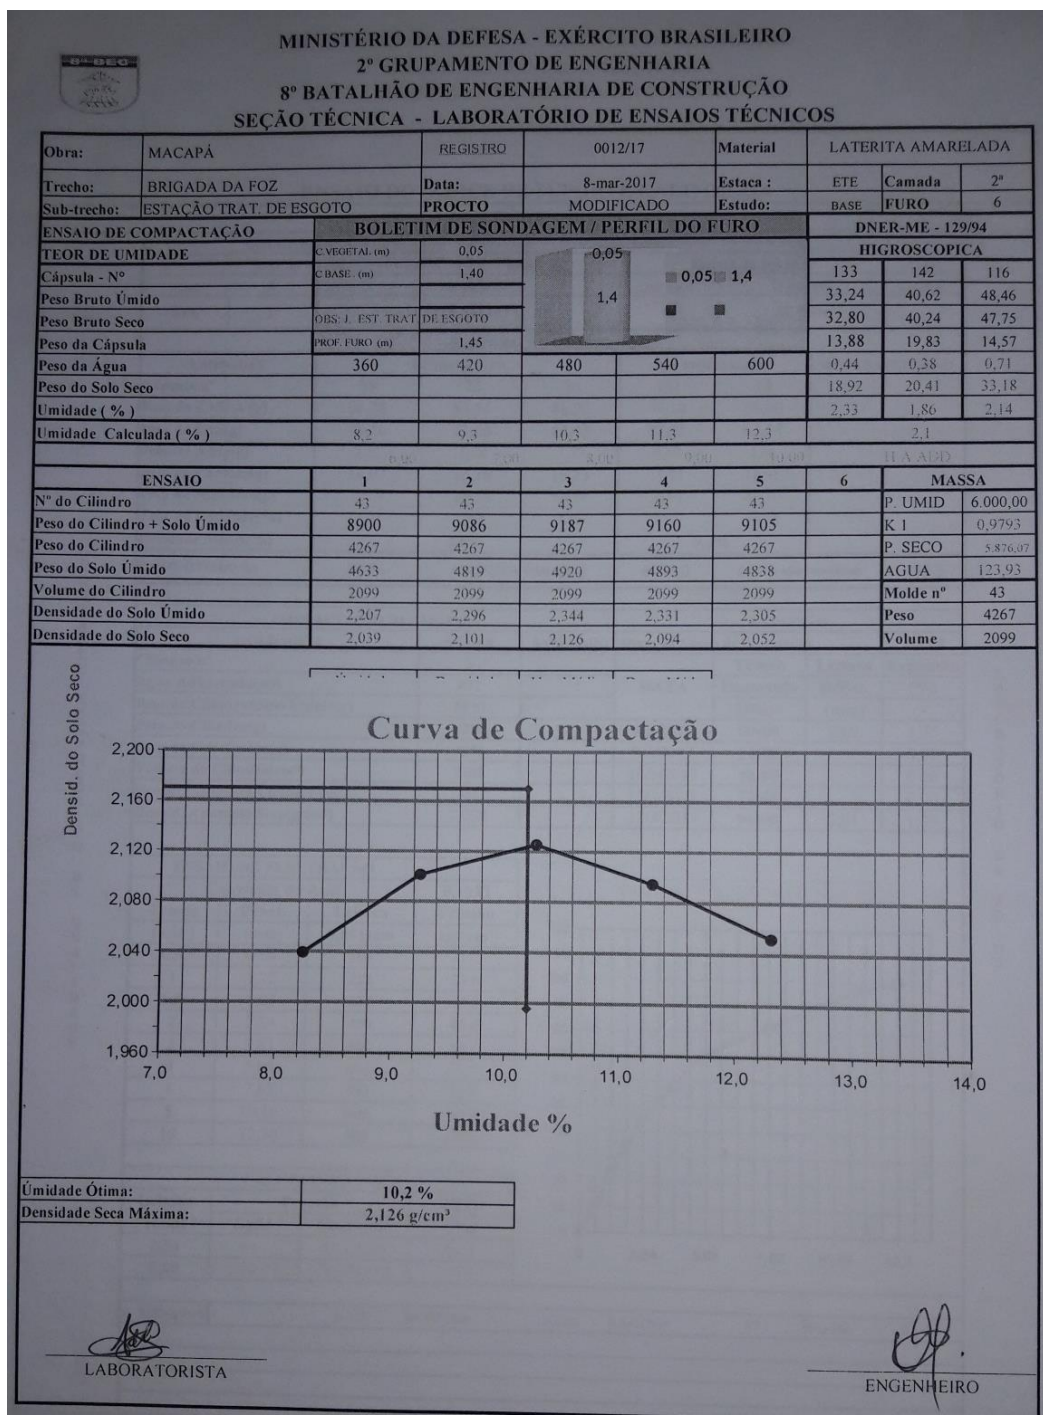 8º BEC
MINISTÉRIO DA DEFESA - EXÉRCITO BRASILEIRO
2º GRUPAMENTO DE ENGENHARIA
8º BATALHÃO DE ENGENHARIA DE CONSTRUÇÃO
SEÇÃO TÉCNICA - LABORATÓRIO DE ENSAIOS TÉCNICOS
Obra: MACAPÁ REGISTRO 0012/17 Material LATERITA AMARELADA
Trecho: BRIGADA DA FOZ Data: 8-mar-2017 Estaca : ETE Camada 2ª
Sub-trecho: ESTAÇÃO TRAT. DE ESGOTO PROCTO MODIFICADO Estudo: BASE FURO 6
ENSAIO DE COMPACTAÇÃO BOLETIM DE SONDAGEM / PERFIL DO FURO DNER-ME - 129/94
TEOR DE UMIDADE C.VEGETAL (m) 0,05 0,05 HIGROSCOPICA
Cápsula - Nº C BASE . (m) 1,40 0,05 1,4 133 142 116
Peso Bruto Úmido 1,4 33,24 40,62 48,46
Peso Bruto Seco OBS: J. EST. TRAT DE ESGOTO 32,80 40,24 47,75
Peso da Cápsula PROF. FURO (m) 1,45 13,88 19,83 14,57
Peso da Água 360 420 480 540 600 0,44 0,38 0,71
Peso do Solo Seco 18,92 20,41 33,18
Umidade ( % ) 2,33 1,86 2,14
Umidade Calculada ( % ) 8,2 9,3 10,3 11,3 12,3 2,1
6,00 7,00 8,00 9,00 10,00
ENSAIO 1 2 3 4 5 6 MASSA
Nº do Cilindro 43 43 43 43 43 P. UMID 6.000,00
Peso do Cilindro + Solo Úmido 8900 9086 9187 9160 9105 K 1 0,9793
Peso do Cilindro 4267 4267 4267 4267 4267 P. SECO 5.876,07
Peso do Solo Úmido 4633 4819 4920 4893 4838 AGUA 123,93
Volume do Cilindro 2099 2099 2099 2099 2099 Molde nº 43
Densidade do Solo Úmido 2,207 2,296 2,344 2,331 2,305 Peso 4267
Densidade do Solo Seco 2,039 2,101 2,126 2,094 2,052 Volume 2099
Curva de Compactação
Densid. do Solo Seco
2,200
2,160
2,120
2,080
2,040
2,000
1,960
7,0 8,0 9,0 10,0 11,0 12,0 13,0 14,0
Umidade %
Úmidade Ótima: 10,2 %
Densidade Seca Máxima: 2,126 g/cm³
LABORATORISTA
ENGENHEIRO